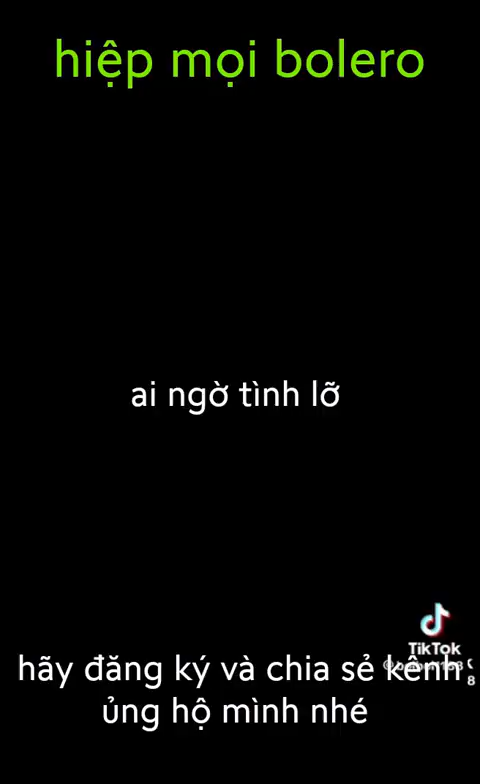 hiệp mọi bolero
ai ngờ tình lỡ
TikTok
hãy đăng ký và chia sẻ kênh
ủng hộ mình nhé